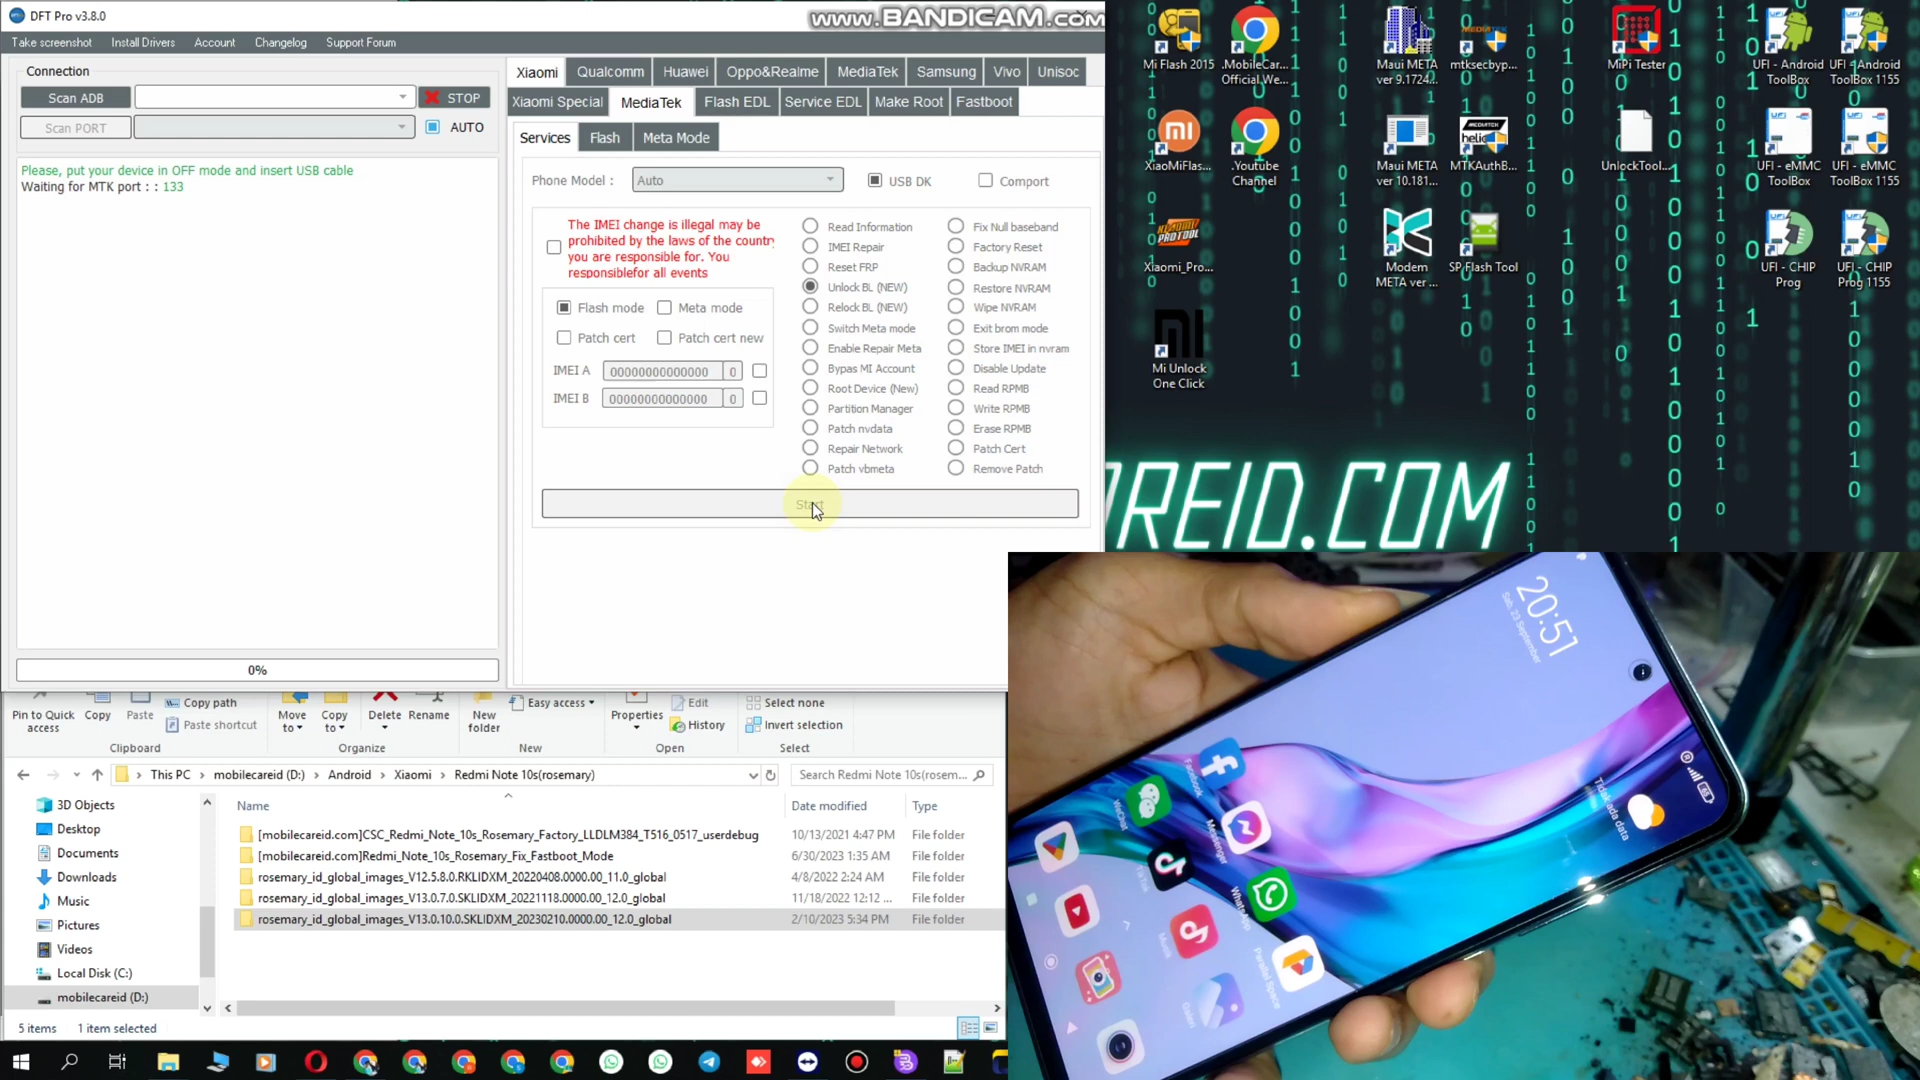 DFT Pro v3.8.0
www.BANDICAM.com
Take screenshot Install Drivers Account Changelog Support Forum
Connection
Scan ADB
STOP
Scan PORT
AUTO
Please, put your device in OFF mode and insert USB cable
Waiting for MTK port : : 133
0%
Xiaomi Qualcomm Huawei Oppo&Realme MediaTek Samsung Vivo Unisoc
Xiaomi Special MediaTek Flash EDL Service EDL Make Root Fastboot
Services Flash Meta Mode
Phone Model : Auto USB DK Comport
The IMEI change is illegal may be
prohibited by the laws of the country
you are responsible for. You
responsiblefor all events
Flash mode Meta mode
Patch cert Patch cert new
IMEI A 00000000000000 0
IMEI B 00000000000000 0
Read Information
IMEI Repair
Reset FRP
Unlock BL (NEW)
Relock BL (NEW)
Switch Meta mode
Enable Repair Meta
Bypas MI Account
Root Device (New)
Partition Manager
Patch nvdata
Repair Network
Patch vbmeta
Fix Null baseband
Factory Reset
Backup NVRAM
Restore NVRAM
Wipe NVRAM
Exit brom mode
Store IMEI in nvram
Disable Update
Read RPMB
Write RPMB
Erase RPMB
Patch Cert
Remove Patch
Start
Mi Flash 2015
.MobileCar...
Official We...
Maui META
ver 9.1724...
mtksecbyp...
MiPi Tester
UFI - Android
ToolBox
UFI - Android
ToolBox 1155
XiaoMiFlas...
.Youtube
Channel
Maui META
ver 10.181...
MTKAuthB...
UnlockTool...
UFI - eMMC
ToolBox
UFI - eMMC
ToolBox 1155
Xiaomi_Pro...
Modem
META ver ...
SP Flash Tool
UFI - CHIP
Prog
UFI - CHIP
Prog 1155
Mi Unlock
One Click
REID.COM
Pin to Quick
access
Copy
Paste
Copy path
Paste shortcut
Clipboard
Move
to
Copy
to
Delete
Rename
Organize
New
folder
Easy access
New
Properties
Edit
History
Open
Select none
Invert selection
Select
This PC mobilecareid (D:) Android Xiaomi Redmi Note 10s(rosemary)
Search Redmi Note 10s(rosem...
3D Objects
Desktop
Documents
Downloads
Music
Pictures
Videos
Local Disk (C:)
mobilecareid (D:)
Name Date modified Type
[mobilecareid.com]CSC_Redmi_Note_10s_Rosemary_Factory_LLDLM384_T516_0517_userdebug 10/13/2021 4:47 PM File folder
[mobilecareid.com]Redmi_Note_10s_Rosemary_Fix_Fastboot_Mode 6/30/2023 1:35 AM File folder
rosemary_id_global_images_V12.5.8.0.RKLIDXM_20220408.0000.00_11.0_global 4/8/2022 2:24 AM File folder
rosemary_id_global_images_V13.0.7.0.SKLIDXM_20221118.0000.00_12.0_global 11/18/2022 12:12 ... File folder
rosemary_id_global_images_V13.0.10.0.SKLIDXM_20230210.0000.00_12.0_global 2/10/2023 5:34 PM File folder
5 items 1 item selected
20:51
Sab, 23 September
Tidak ada data
Facebook
WeChat
Messenger
TikTok
WhatsApp
Musik
Parallel Space
Galeri